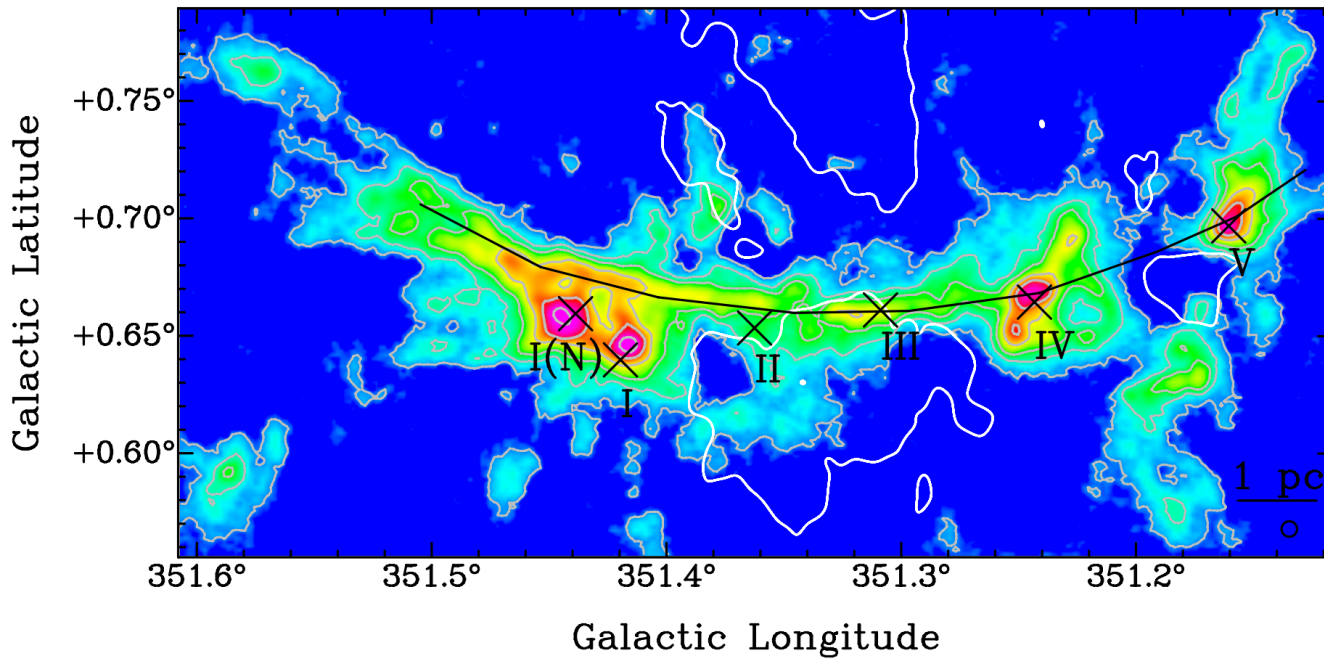 Galactic Latitude
+0.75°
+0.70°
+0.65°
+0.60°
I(N)
I
II
III
IV
V
1 pc
351.6°
351.5°
351.4°
351.3°
351.2°
Galactic Longitude